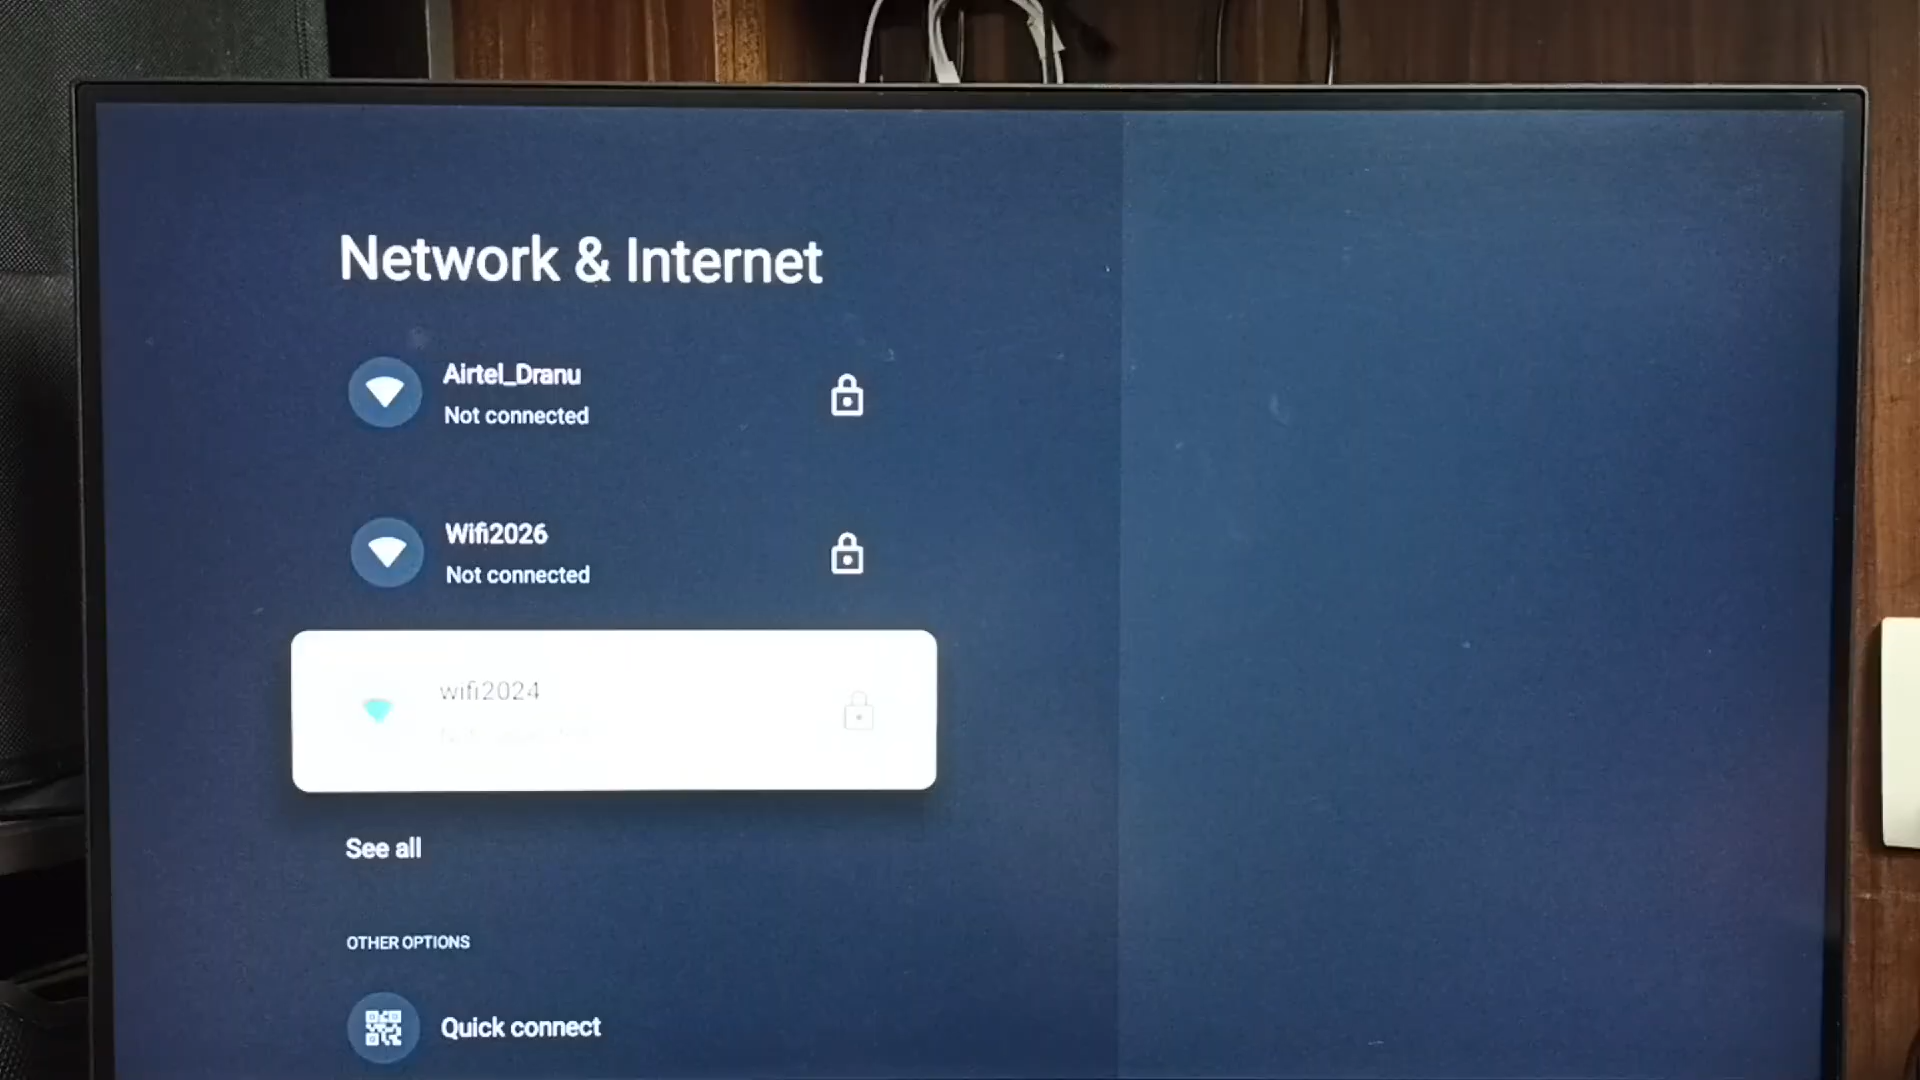 Network & Internet
Airtel_Dranu
Not connected
Wifi2026
Not connected
wifi2024
See all
OTHER OPTIONS
Quick connect